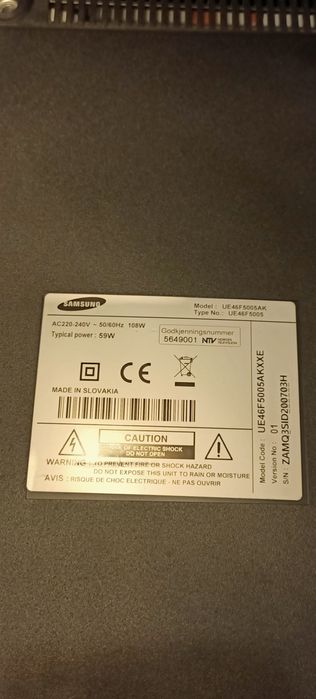 SAMSUNG
Model : UE46F5005AK
Type No : UE46F5005
AC220-240V ~ 50/60Hz 108W
Typical power : 59W
Godkjenningsnummer
5649001 NTV
CE
MADE IN SLOVAKIA
CAUTION
RISK OF ELECTRIC SHOCK
DO NOT OPEN
WARNING : TO PREVENT FIRE OR SHOCK HAZARD
DO NOT EXPOSE THIS UNIT TO RAIN OR MOISTURE
AVIS : RISQUE DE CHOC ELECTRIQUE - NE PAS OUVRIR
Model Code : UE46F5005AKXXE
Version No : 01
S/N : ZAMQ3SID200703H